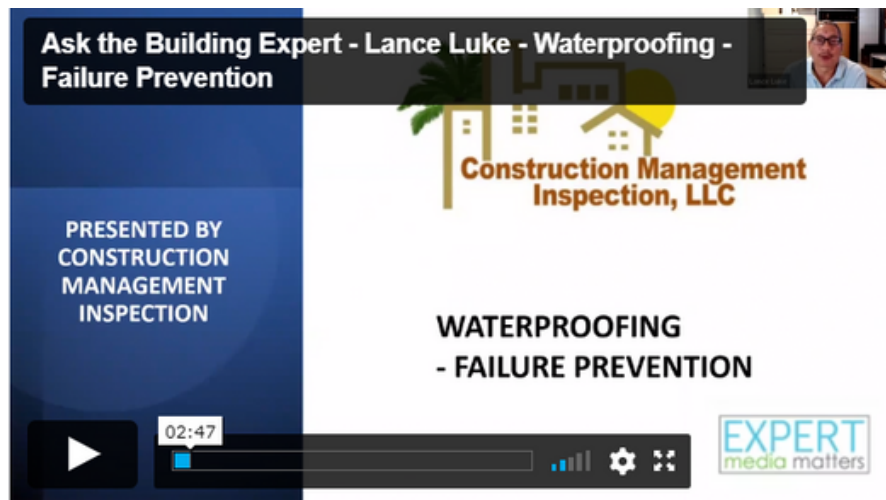 Ask the Building Expert - Lance Luke - Waterproofing -
Failure Prevention
Construction Management
Inspection, LLC
PRESENTED BY
CONSTRUCTION
MANAGEMENT
INSPECTION
WATERPROOFING
- FAILURE PREVENTION
02:47
EXPERT
media matters